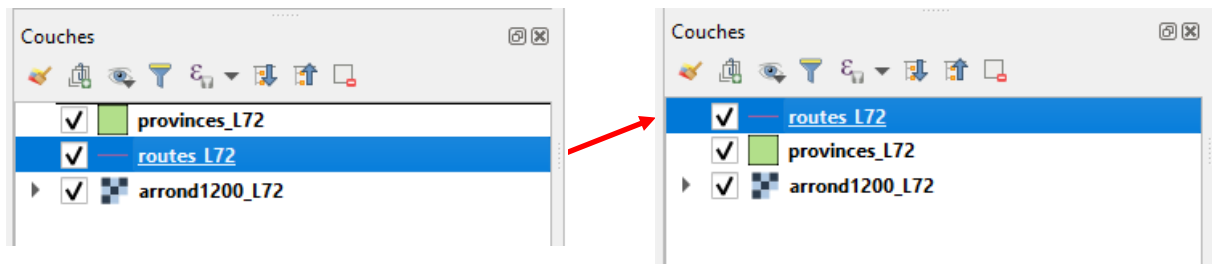 Couches
provinces_L72
routes_L72
arrond1200_L72
Couches
routes_L72
provinces_L72
arrond1200_L72